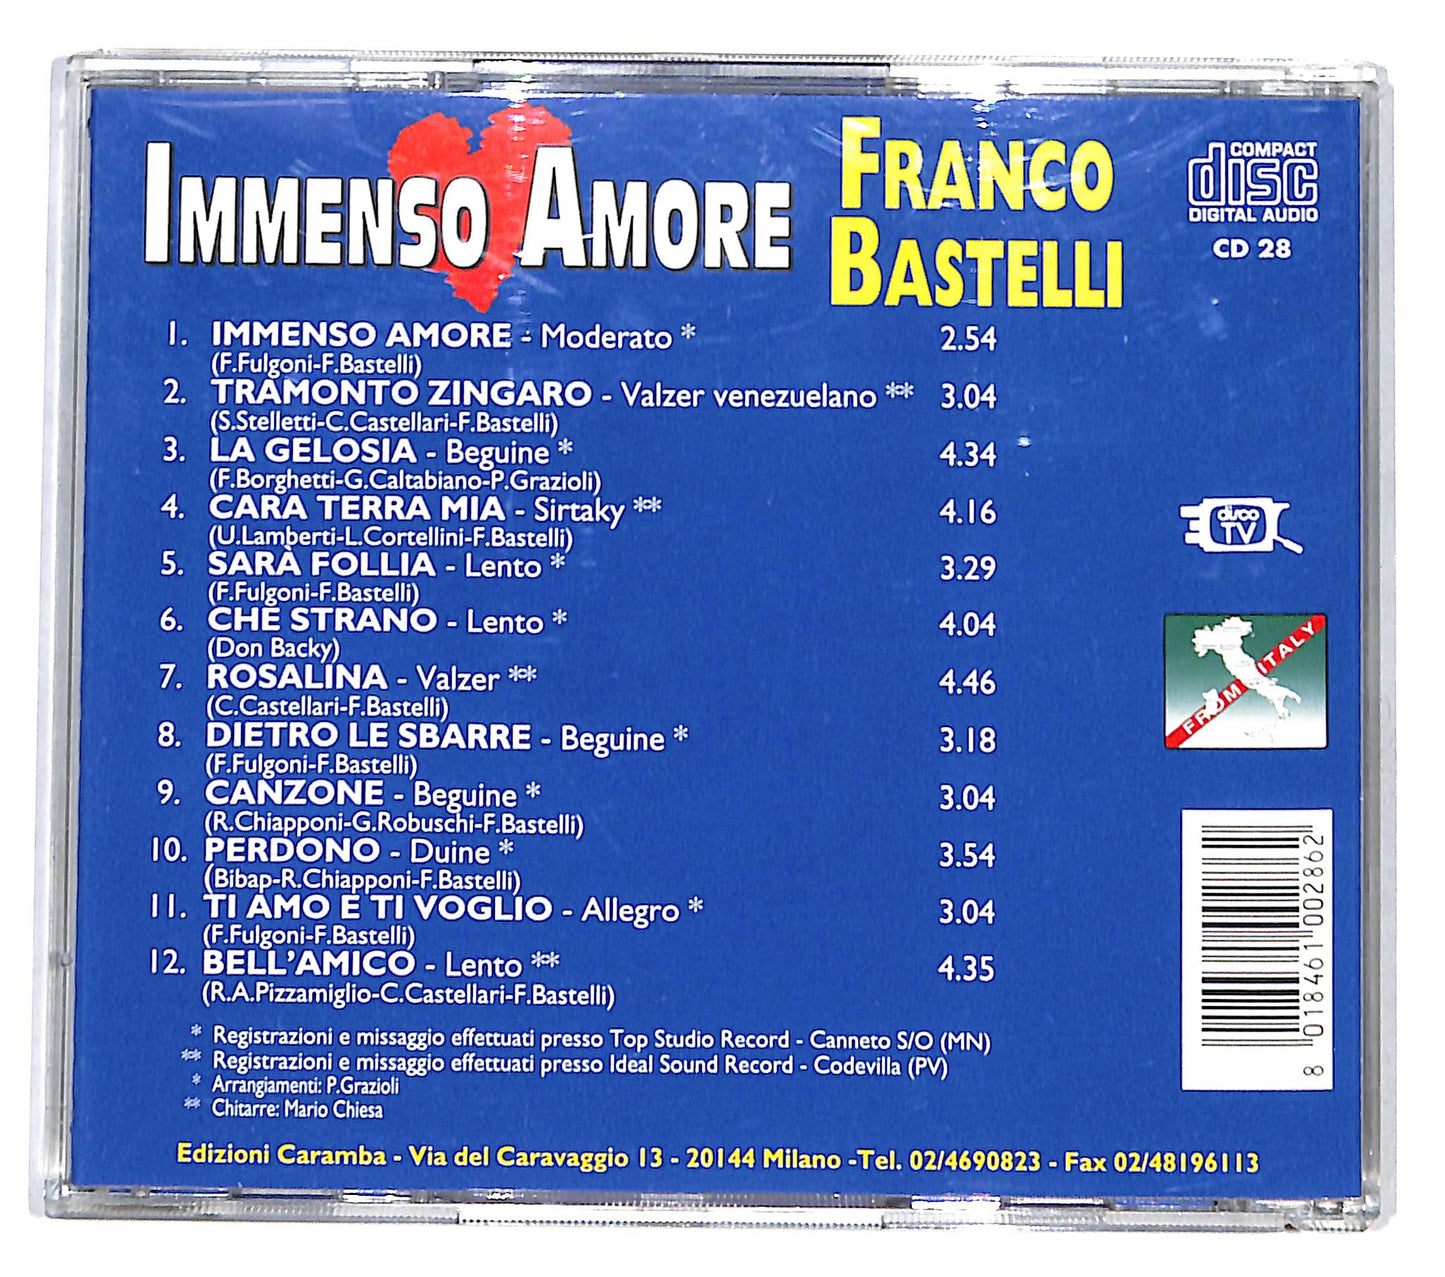 IMMENSO AMORE
FRANCO
BASTELLI
COMPACT
disc
DIGITAL AUDIO
CD 28
1. IMMENSO AMORE - Moderato * 2.54
(F.Fulgoni-F.Bastelli)
2. TRAMONTO ZINGARO - Valzer venezuelano ** 3.04
(S.Stelletti-C.Castellari-F.Bastelli)
3. LA GELOSIA - Beguine * 4.34
(F.Borghetti-G.Caltabiano-P.Grazioli)
4. CARA TERRA MIA - Sirtaky ** 4.16
(U.Lamberti-L.Cortellini-F.Bastelli)
5. SARÀ FOLLIA - Lento * 3.29
(F.Fulgoni-F.Bastelli)
6. CHE STRANO - Lento * 4.04
(Don Backy)
7. ROSALINA - Valzer ** 4.46
(C.Castellari-F.Bastelli)
8. DIETRO LE SBARRE - Beguine * 3.18
(F.Fulgoni-F.Bastelli)
9. CANZONE - Beguine * 3.04
(R.Chiapponi-G.Robuschi-F.Bastelli)
10. PERDONO - Duine * 3.54
(Bibap-R.Chiapponi-F.Bastelli)
11. TI AMO E TI VOGLIO - Allegro * 3.04
(F.Fulgoni-F.Bastelli)
12. BELL'AMICO - Lento ** 4.35
(R.A.Pizzamiglio-C.Castellari-F.Bastelli)
disco
TV
FROM ITALY
8 018461 002862
* Registrazioni e missaggio effettuati presso Top Studio Record - Canneto S/O (MN)
** Registrazioni e missaggio effettuati presso Ideal Sound Record - Codevilla (PV)
* Arrangiamenti: P.Grazioli
** Chitarre: Mario Chiesa
Edizioni Caramba - Via del Caravaggio 13 - 20144 Milano -Tel. 02/4690823 - Fax 02/48196113